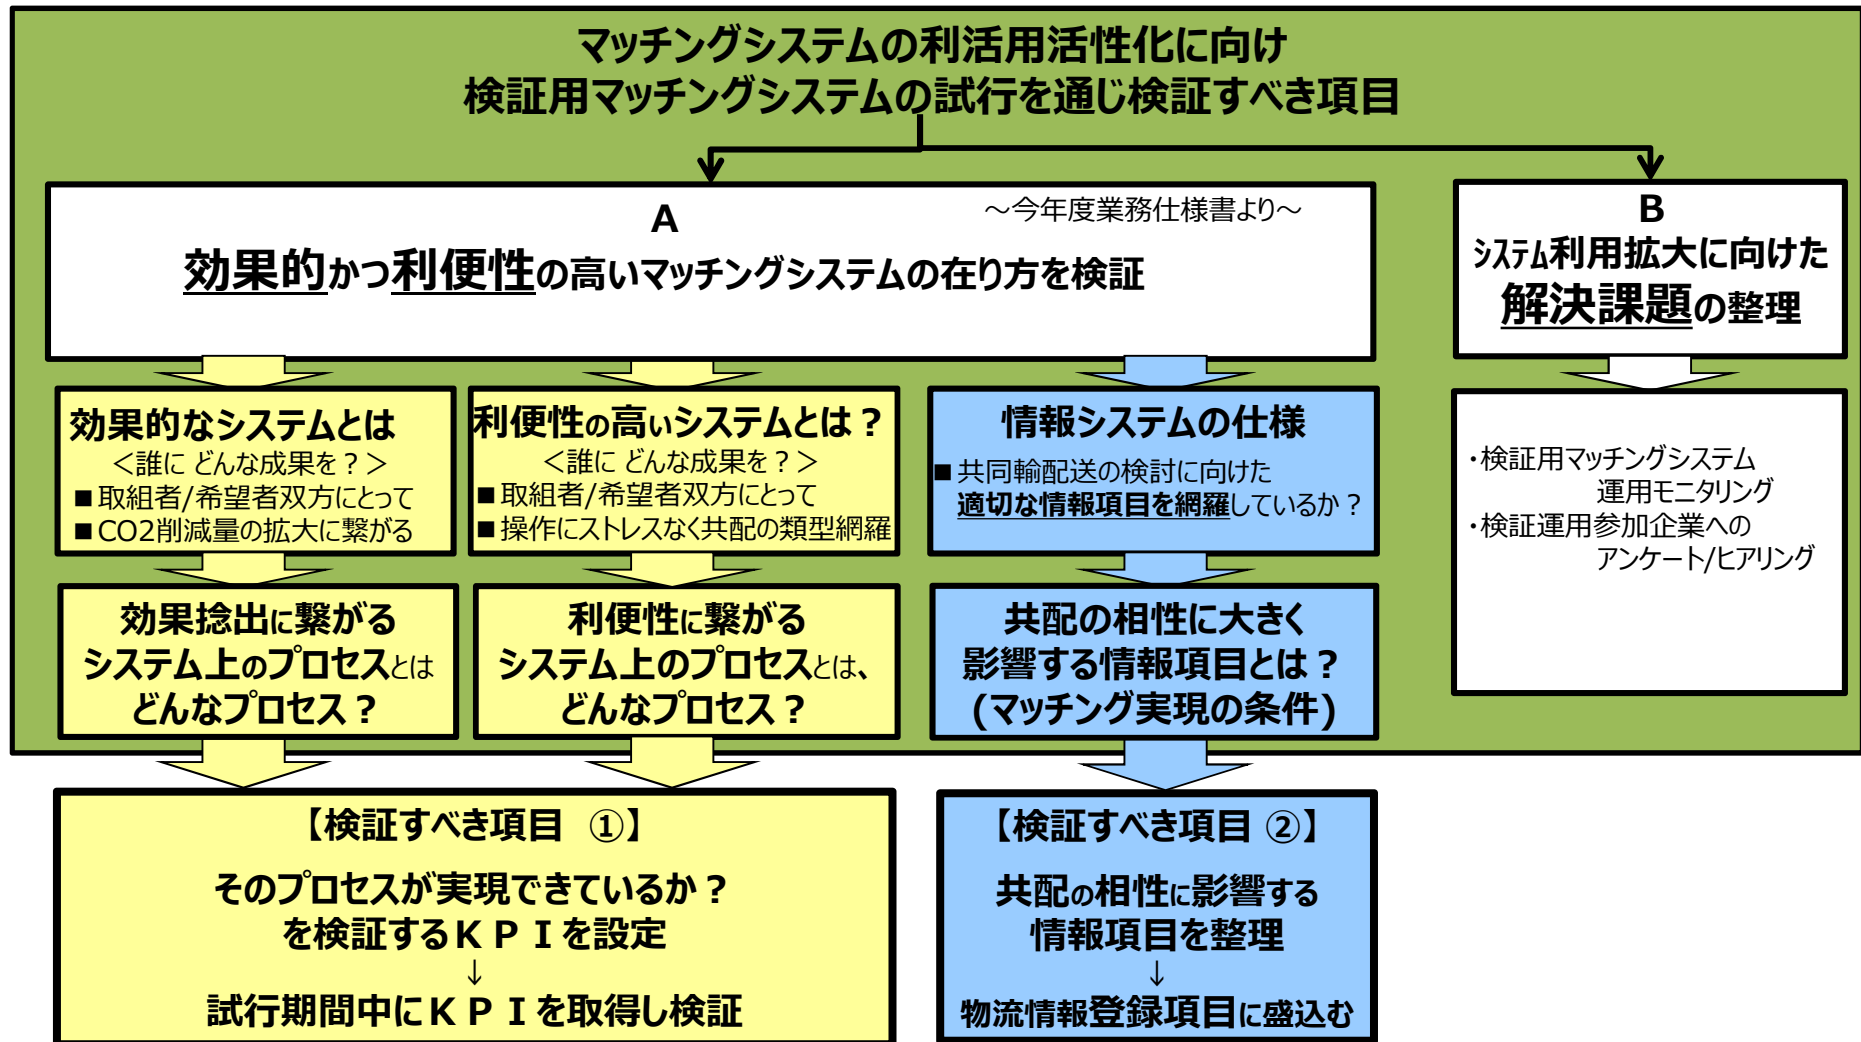 マッチングシステムの利活用活性化に向け
検証用マッチングシステムの試行を通じ検証すべき項目
A
～今年度業務仕様書より～
効果的かつ利便性の高いマッチングシステムの在り方を検証
B
システム利用拡大に向けた
解決課題の整理
効果的なシステムとは
＜誰に どんな成果を？＞
■取組者/希望者双方にとって
■CO2削減量の拡大に繋がる
利便性の高いシステムとは？
＜誰に どんな成果を？＞
■取組者/希望者双方にとって
■操作にストレスなく共配の類型網羅
情報システムの仕様
■共同輸配送の検討に向けた
適切な情報項目を網羅しているか？
・検証用マッチングシステム
運用モニタリング
・検証運用参加企業への
アンケート/ヒアリング
効果捻出に繋がる
システム上のプロセスとは
どんなプロセス？
利便性に繋がる
システム上のプロセスとは、
どんなプロセス？
共配の相性に大きく
影響する情報項目とは？
(マッチング実現の条件)
【検証すべき項目 ①】
そのプロセスが実現できているか？
を検証するＫＰＩを設定
↓
試行期間中にＫＰＩを取得し検証
【検証すべき項目 ②】
共配の相性に影響する
情報項目を整理
↓
物流情報登録項目に盛込む